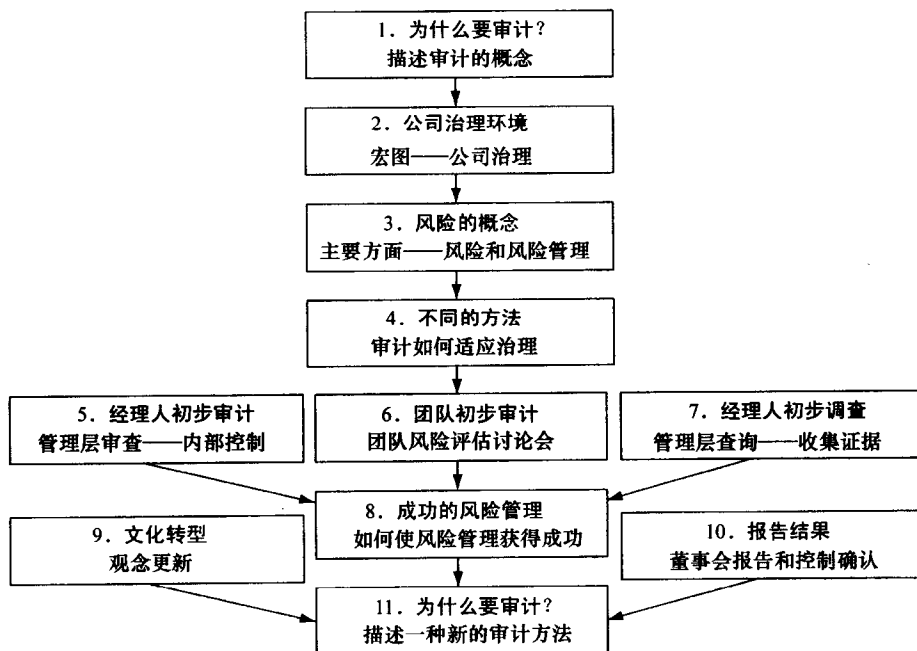 1．为什么要审计？
描述审计的概念
2．公司治理环境
宏图——公司治理
3．风险的概念
主要方面——风险和风险管理
4．不同的方法
审计如何适应治理
5．经理人初步审计
管理层审查——内部控制
6．团队初步审计
团队风险评估讨论会
7．经理人初步调查
管理层查询——收集证据
8．成功的风险管理
如何使风险管理获得成功
9．文化转型
观念更新
10．报告结果
董事会报告和控制确认
11．为什么要审计？
描述一种新的审计方法